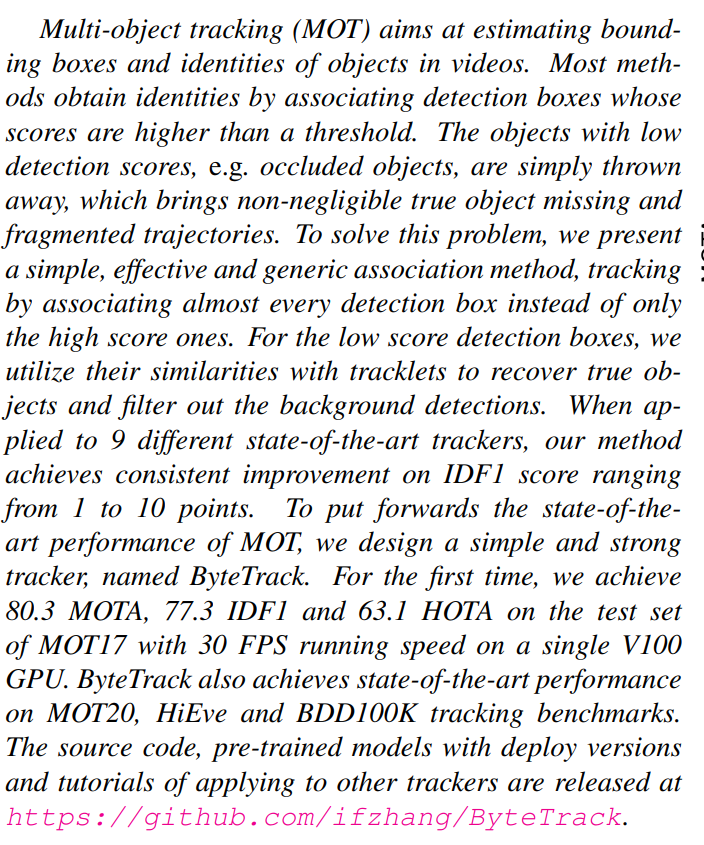 Multi-object tracking (MOT) aims at estimating bound-
ing boxes and identities of objects in videos. Most meth-
ods obtain identities by associating detection boxes whose
scores are higher than a threshold. The objects with low
detection scores, e.g. occluded objects, are simply thrown
away, which brings non-negligible true object missing and
fragmented trajectories. To solve this problem, we present
a simple, effective and generic association method, tracking
by associating almost every detection box instead of only
the high score ones. For the low score detection boxes, we
utilize their similarities with tracklets to recover true ob-
jects and filter out the background detections. When ap-
plied to 9 different state-of-the-art trackers, our method
achieves consistent improvement on IDF1 score ranging
from 1 to 10 points. To put forwards the state-of-the-
art performance of MOT, we design a simple and strong
tracker, named ByteTrack. For the first time, we achieve
80.3 MOTA, 77.3 IDF1 and 63.1 HOTA on the test set
of MOT17 with 30 FPS running speed on a single V100
GPU. ByteTrack also achieves state-of-the-art performance
on MOT20, HiEve and BDD100K tracking benchmarks.
The source code, pre-trained models with deploy versions
and tutorials of applying to other trackers are released at
https://github.com/ifzhang/ByteTrack.